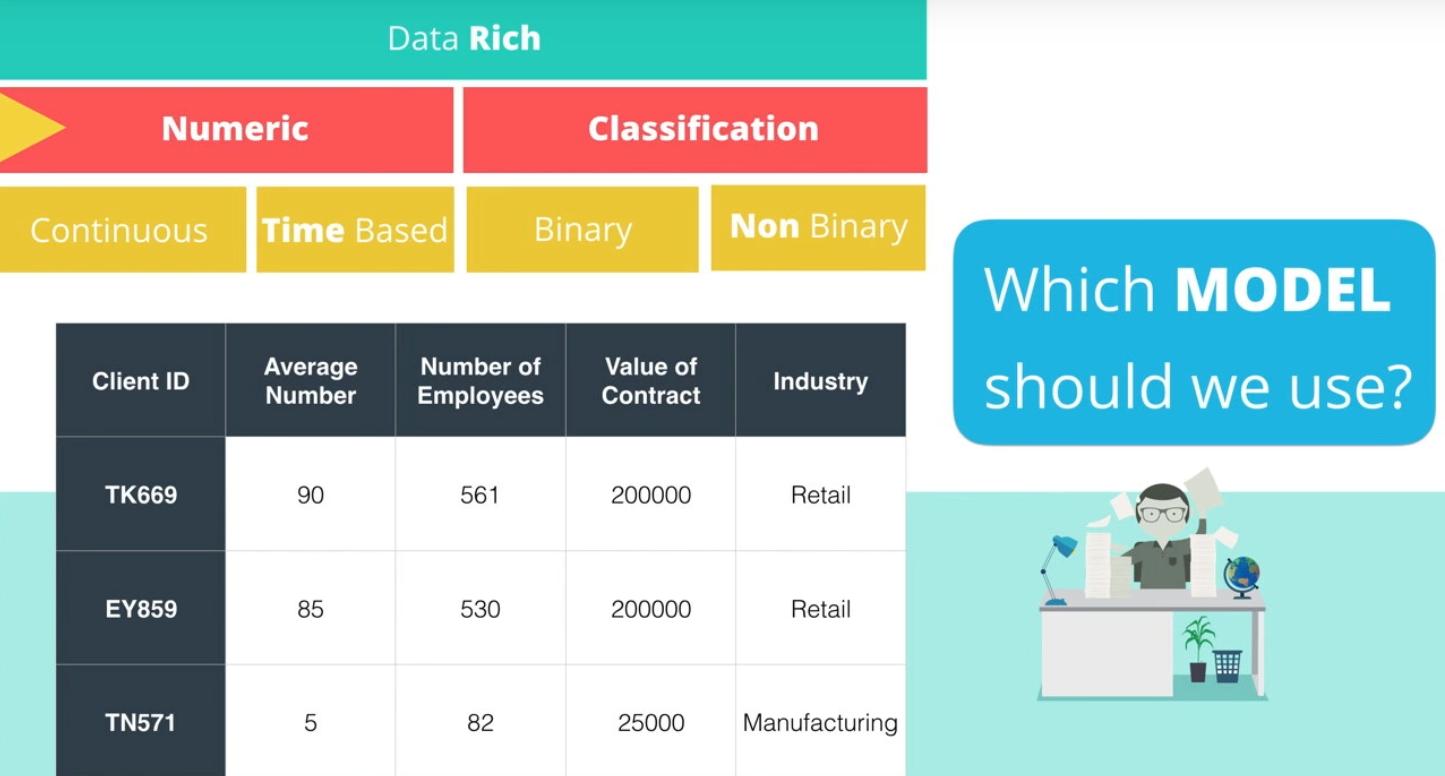 Data Rich
Numeric
Classification
Continuous
Time Based
Binary
Non Binary
Which MODEL
should we use?
Client ID
Average
Number
Number of
Employees
Value of
Contract
Industry
TK669
90
561
200000
Retail
EY859
85
530
200000
Retail
TN571
5
82
25000
Manufacturing